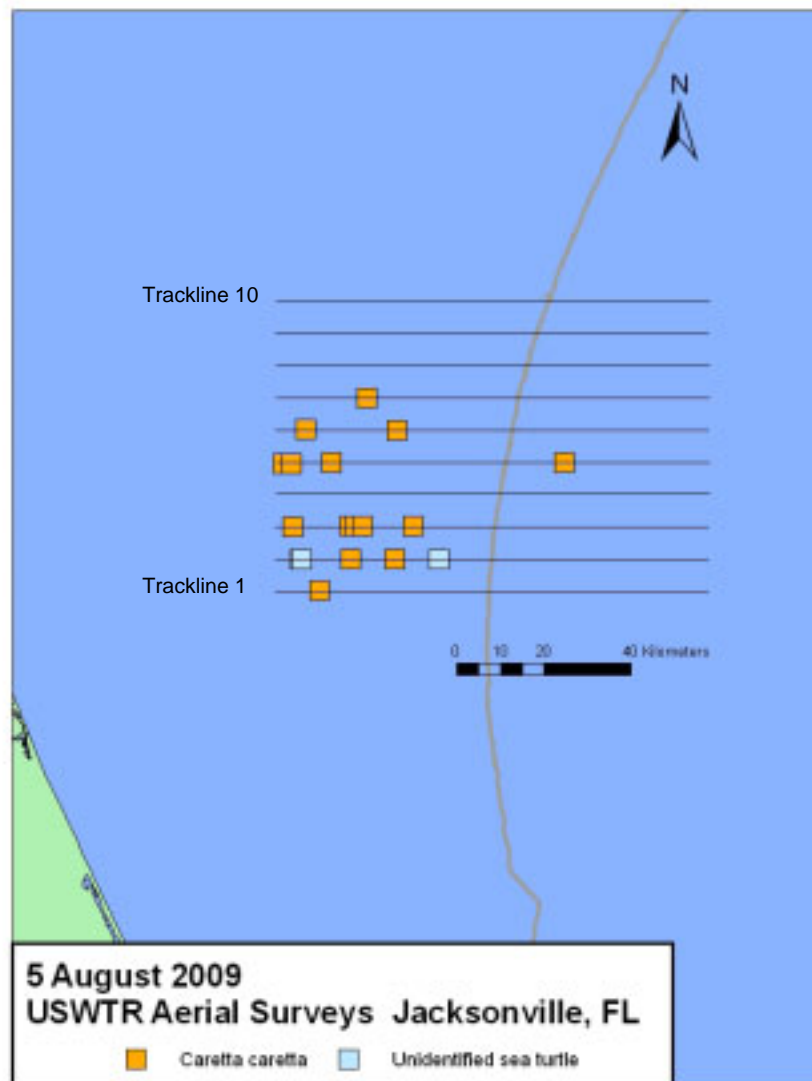 N
Trackline 10
Trackline 1
0 10 20 40 Kilometers
5 August 2009
USWTR Aerial Surveys Jacksonville, FL
Caretta caretta Unidentified sea turtle